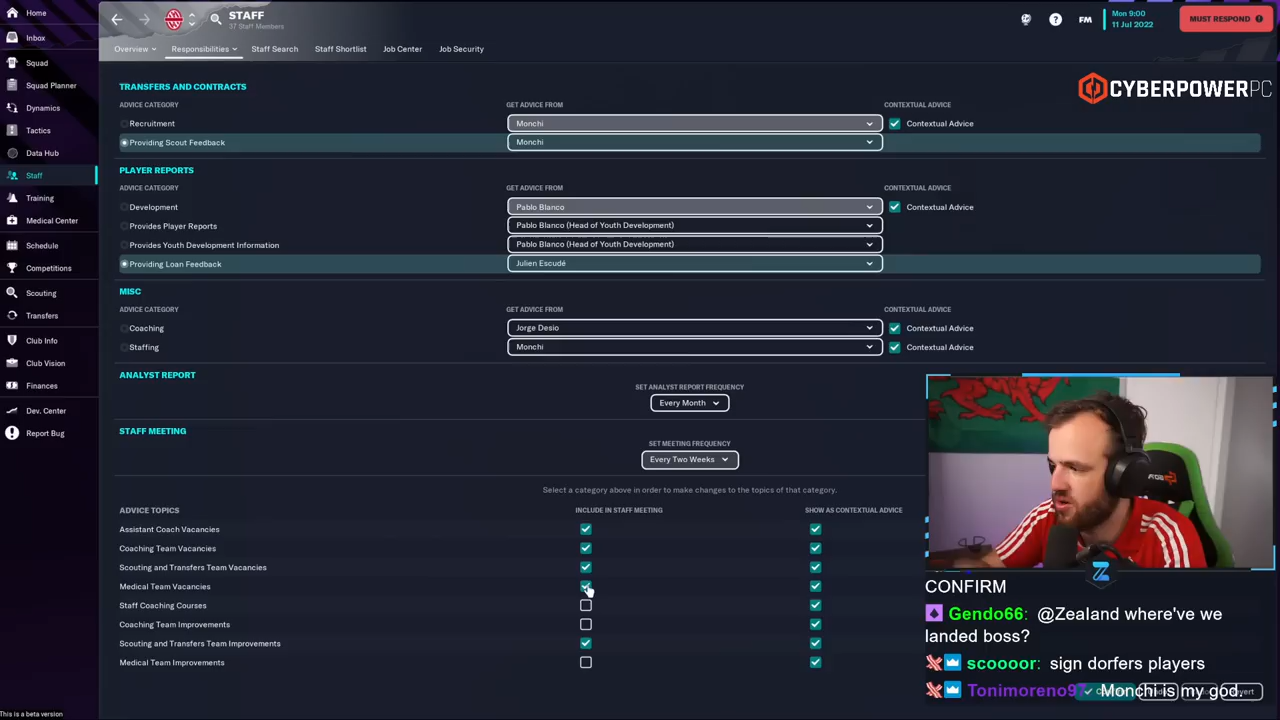 Home
Inbox
Squad
Squad Planner
Dynamics
Tactics
Data Hub
Staff
Training
Medical Center
Schedule
Competitions
Scouting
Transfers
Club Info
Club Vision
Finances
Dev. Center
Report Bug
This is a beta version
STAFF
37 Staff Members
FM
Mon 9:00
11 Jul 2022
MUST RESPOND
Overview
Responsibilities
Staff Search
Staff Shortlist
Job Center
Job Security
CYBERPOWERPC
TRANSFERS AND CONTRACTS
ADVICE CATEGORY GET ADVICE FROM CONTEXTUAL ADVICE
Recruitment Monchi Contextual Advice
Providing Scout Feedback Monchi
PLAYER REPORTS
ADVICE CATEGORY GET ADVICE FROM CONTEXTUAL ADVICE
Development Pablo Blanco Contextual Advice
Provides Player Reports Pablo Blanco (Head of Youth Development)
Provides Youth Development Information Pablo Blanco (Head of Youth Development)
Providing Loan Feedback Julien Escudé
MISC
ADVICE CATEGORY GET ADVICE FROM CONTEXTUAL ADVICE
Coaching Jorge Desio Contextual Advice
Staffing Monchi Contextual Advice
ANALYST REPORT
SET ANALYST REPORT FREQUENCY
Every Month
STAFF MEETING
SET MEETING FREQUENCY
Every Two Weeks
Select a category above in order to make changes to the topics of that category.
ADVICE TOPICS INCLUDE IN STAFF MEETING SHOW AS CONTEXTUAL ADVICE
Assistant Coach Vacancies
Coaching Team Vacancies
Scouting and Transfers Team Vacancies
Medical Team Vacancies
Staff Coaching Courses
Coaching Team Improvements
Scouting and Transfers Team Improvements
Medical Team Improvements
CONFIRM
Gendo66: @Zealand where've we
landed boss?
scoooor: sign dorfers players
Tonimoreno97: Monchi is my god.